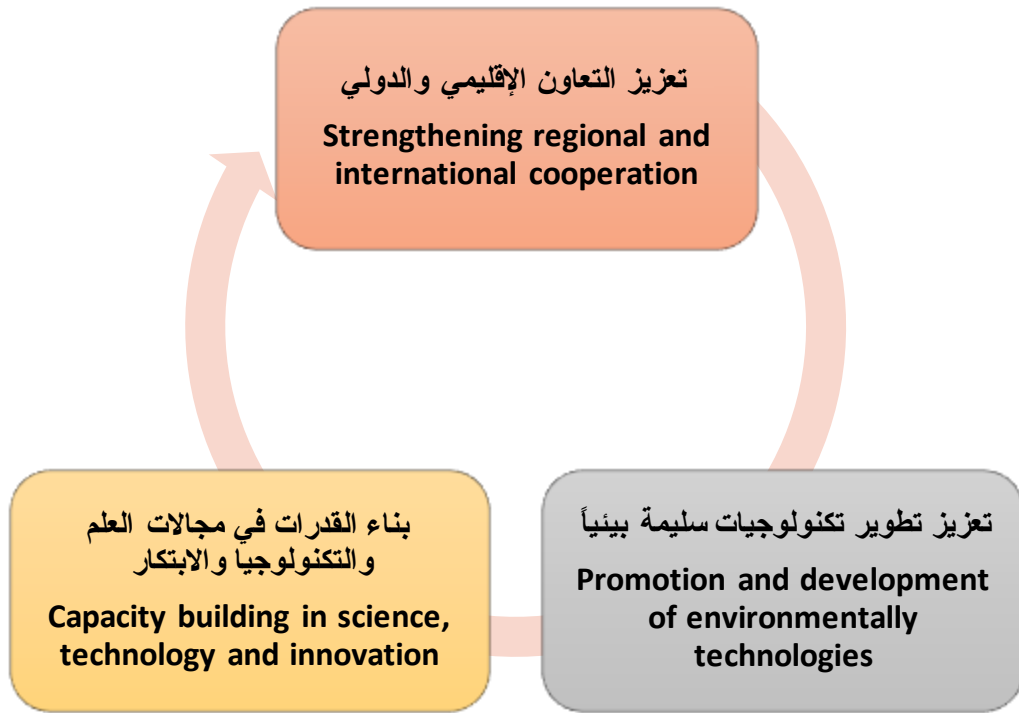 تعزيز التعاون الإقليمي والدولي
Strengthening regional and
international cooperation
تعزيز تطوير تكنولوجيات سليمة بيئياً
Promotion and development
of environmentally
technologies
بناء القدرات في مجالات العلم
والتكنولوجيا والابتكار
Capacity building in science,
technology and innovation